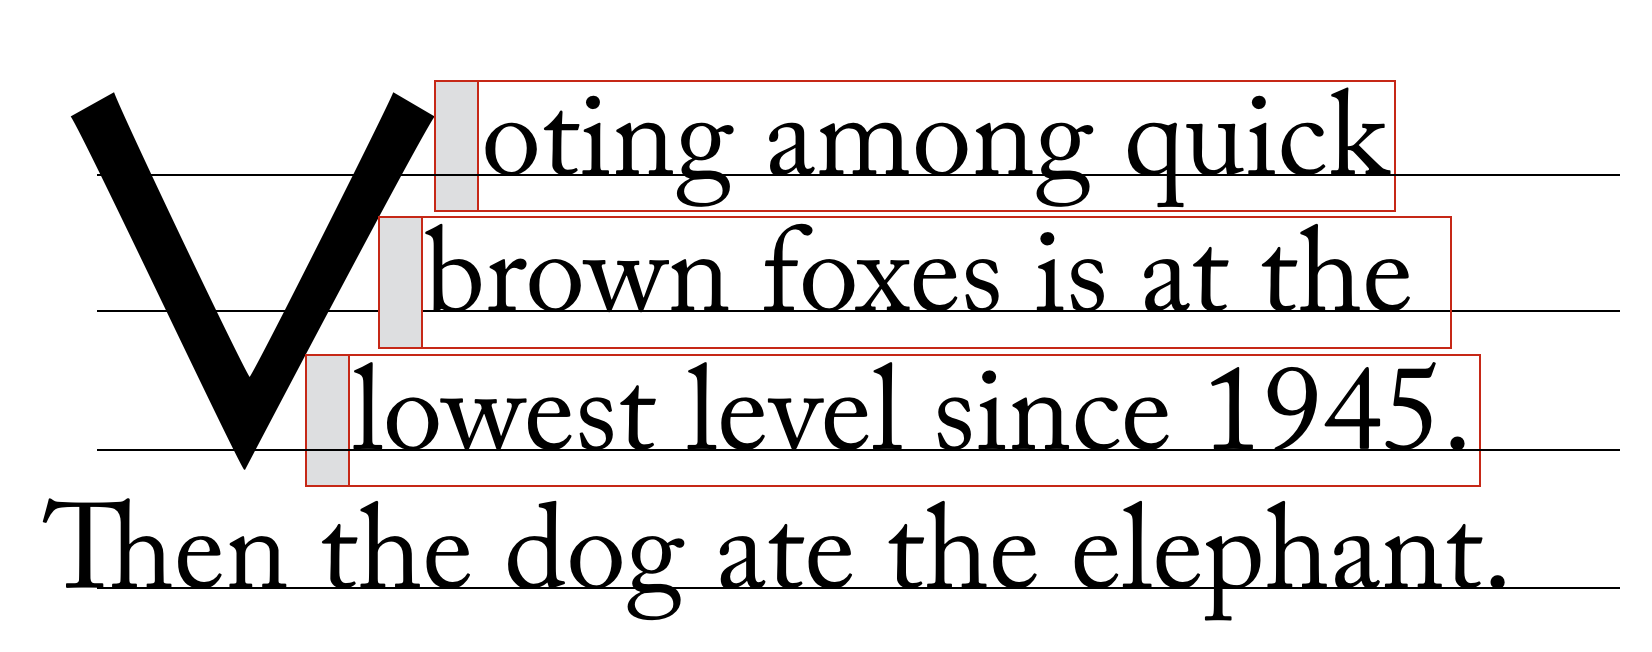 Voting among quick
brown foxes is at the
lowest level since 1945.
Then the dog ate the elephant.